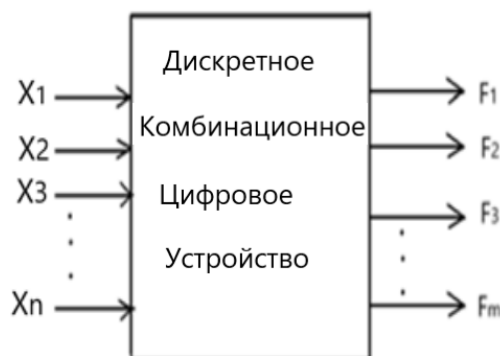 Дискретное
X1
F1
Комбинационное
X2
F2
X3
Цифровое
F3
Устройство
Xn
Fm